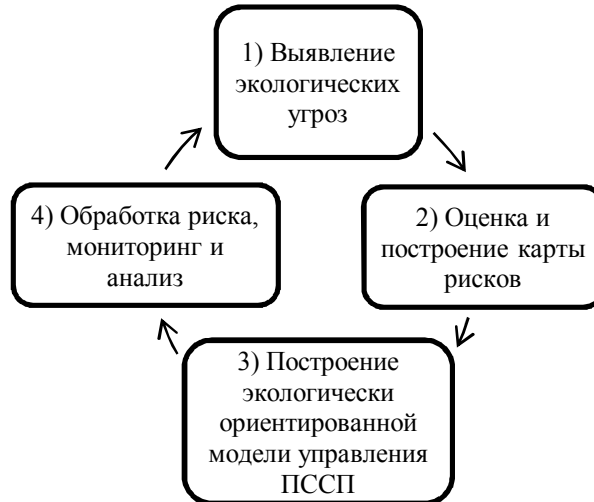 1) Выявление
экологических
угроз
2) Оценка и
построение карты
рисков
3) Построение
экологически
ориентированной
модели управления
ПССП
4) Обработка риска,
мониторинг и
анализ